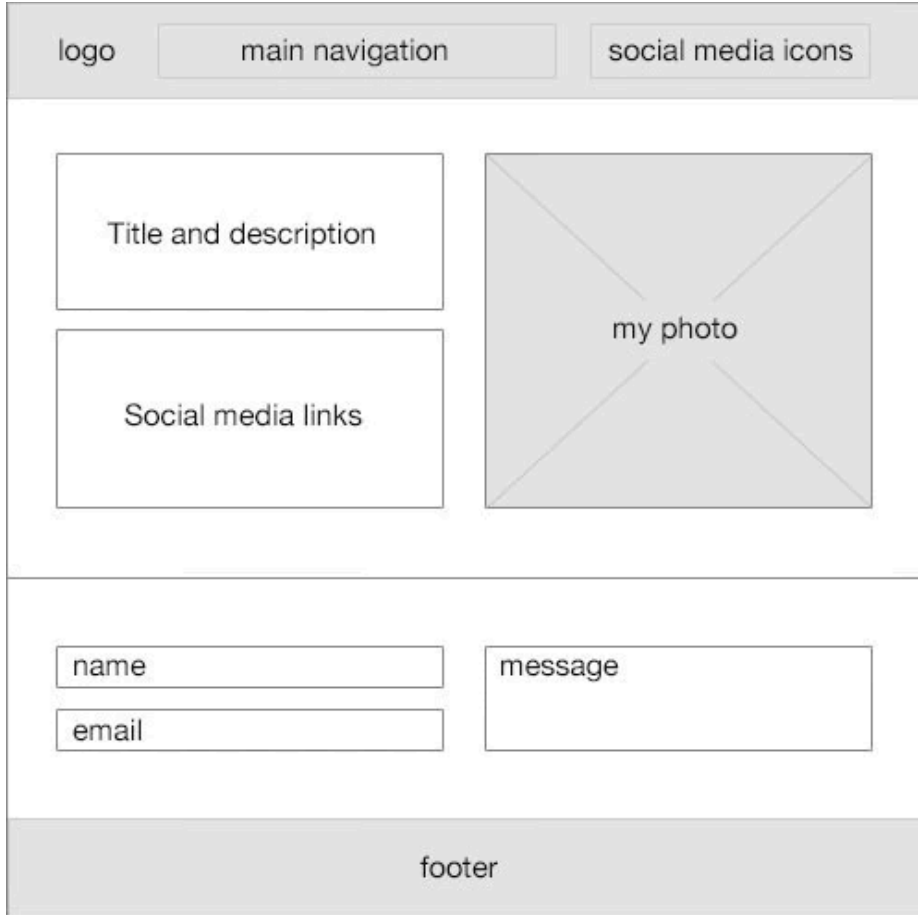 logo
main navigation
social media icons
Title and description
my photo
Social media links
name
message
email
footer